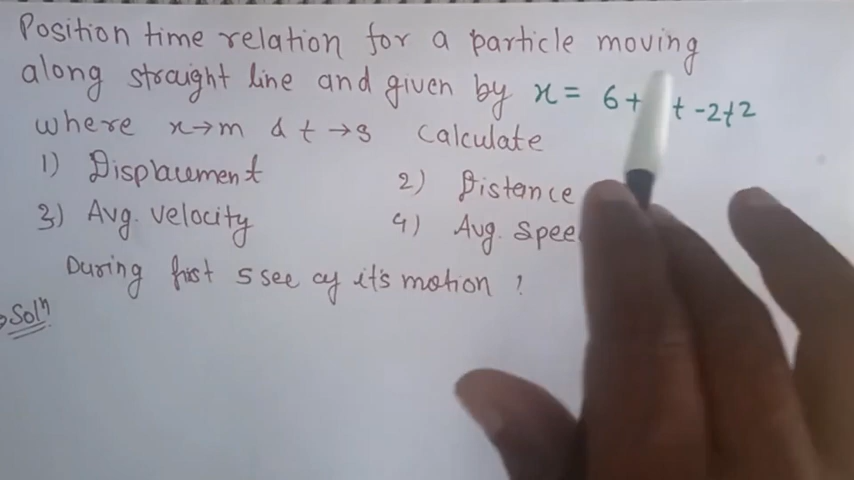 Position time relation for a particle moving
along straight line and given by x = 6+ t -2t2
where x→m & t→s Calculate
1) Displacement 2) Distance
3) Avg. velocity 4) Avg. Spee
During first 5 sec of it's motion ?
Solⁿ